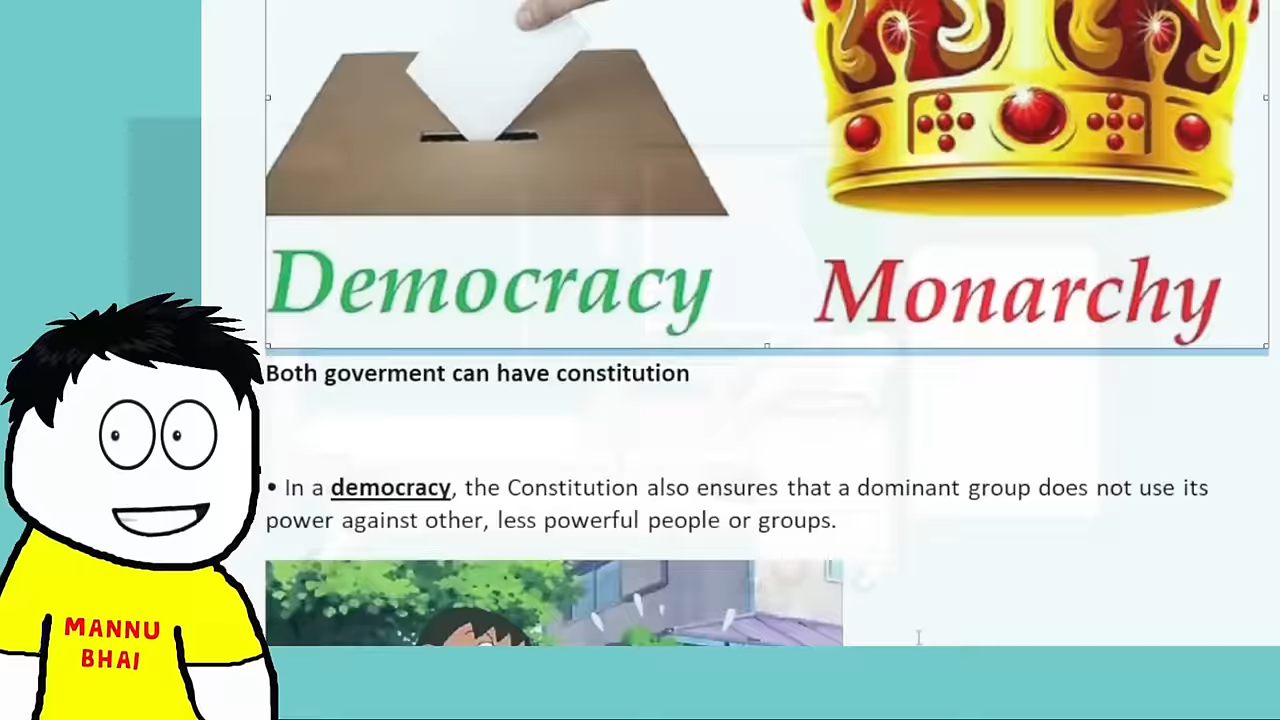 Democracy
Monarchy
Both goverment can have constitution
• In a democracy, the Constitution also ensures that a dominant group does not use its
power against other, less powerful people or groups.
MANNU
BHAI